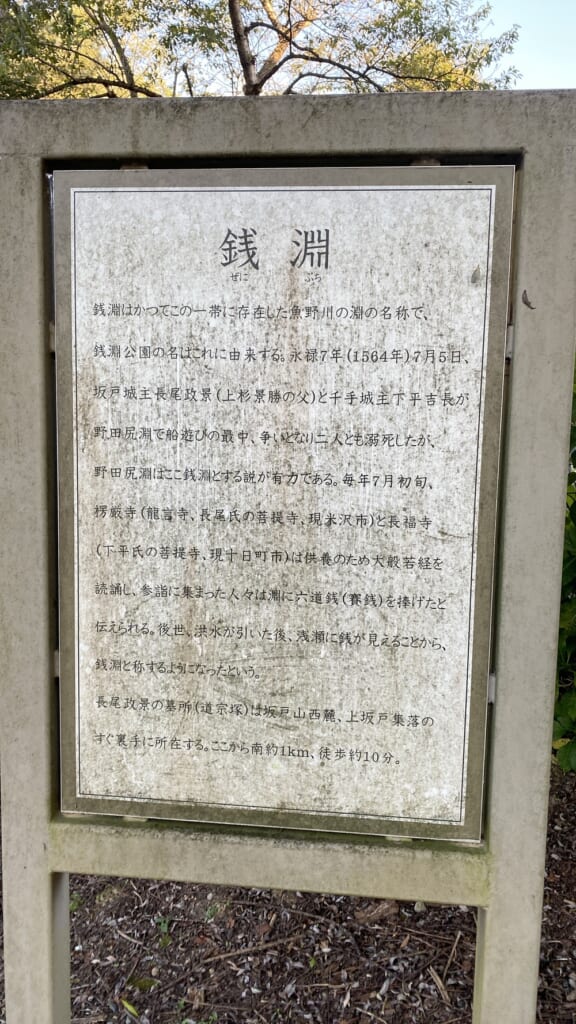 銭淵
ぜに ぶち
銭淵はかつてこの一帯に存在した魚野川の淵の名称で、
銭淵公園の名はこれに由来する。永禄7年(1564年)7月5日、
坂戸城主長尾政景(上杉景勝の父)と千手城主下平吉長が
野田尻淵で船遊びの最中、争いとなり二人とも溺死したが、
野田尻淵はここ銭淵とする説が有力である。毎年7月初旬、
楞厳寺(龍言寺、長尾氏の菩提寺、現米沢市)と長福寺
(下平氏の菩提寺、現十日町市)は供養のため大般若経を
読誦し、参詣に集まった人々は淵に六道銭(賽銭)を捧げたと
伝えられる。後世、洪水が引いた後、浅瀬に銭が見えることから、
銭淵と称するようになったという。
長尾政景の墓所(道宗塚)は坂戸山西麓、上坂戸集落の
すぐ裏手に所在する。ここから南約1km、徒歩約10分。